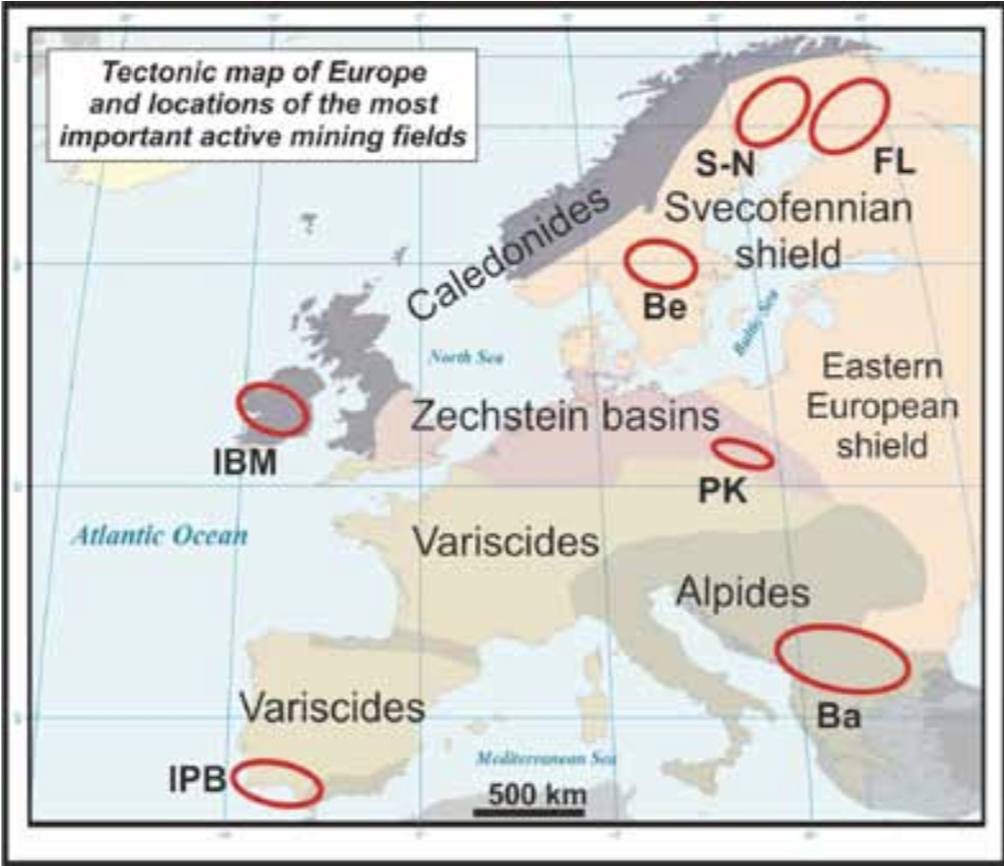 Tectonic map of Europe
and locations of the most
important active mining fields
S-N
FL
Svecofennian
shield
Caledonides
Be
Baltic Sea
North Sea
Eastern
European
shield
Zechstein basins
IBM
PK
Atlantic Ocean
Variscides
Alpides
Variscides
Ba
IPB
Mediterranean Sea
500 km